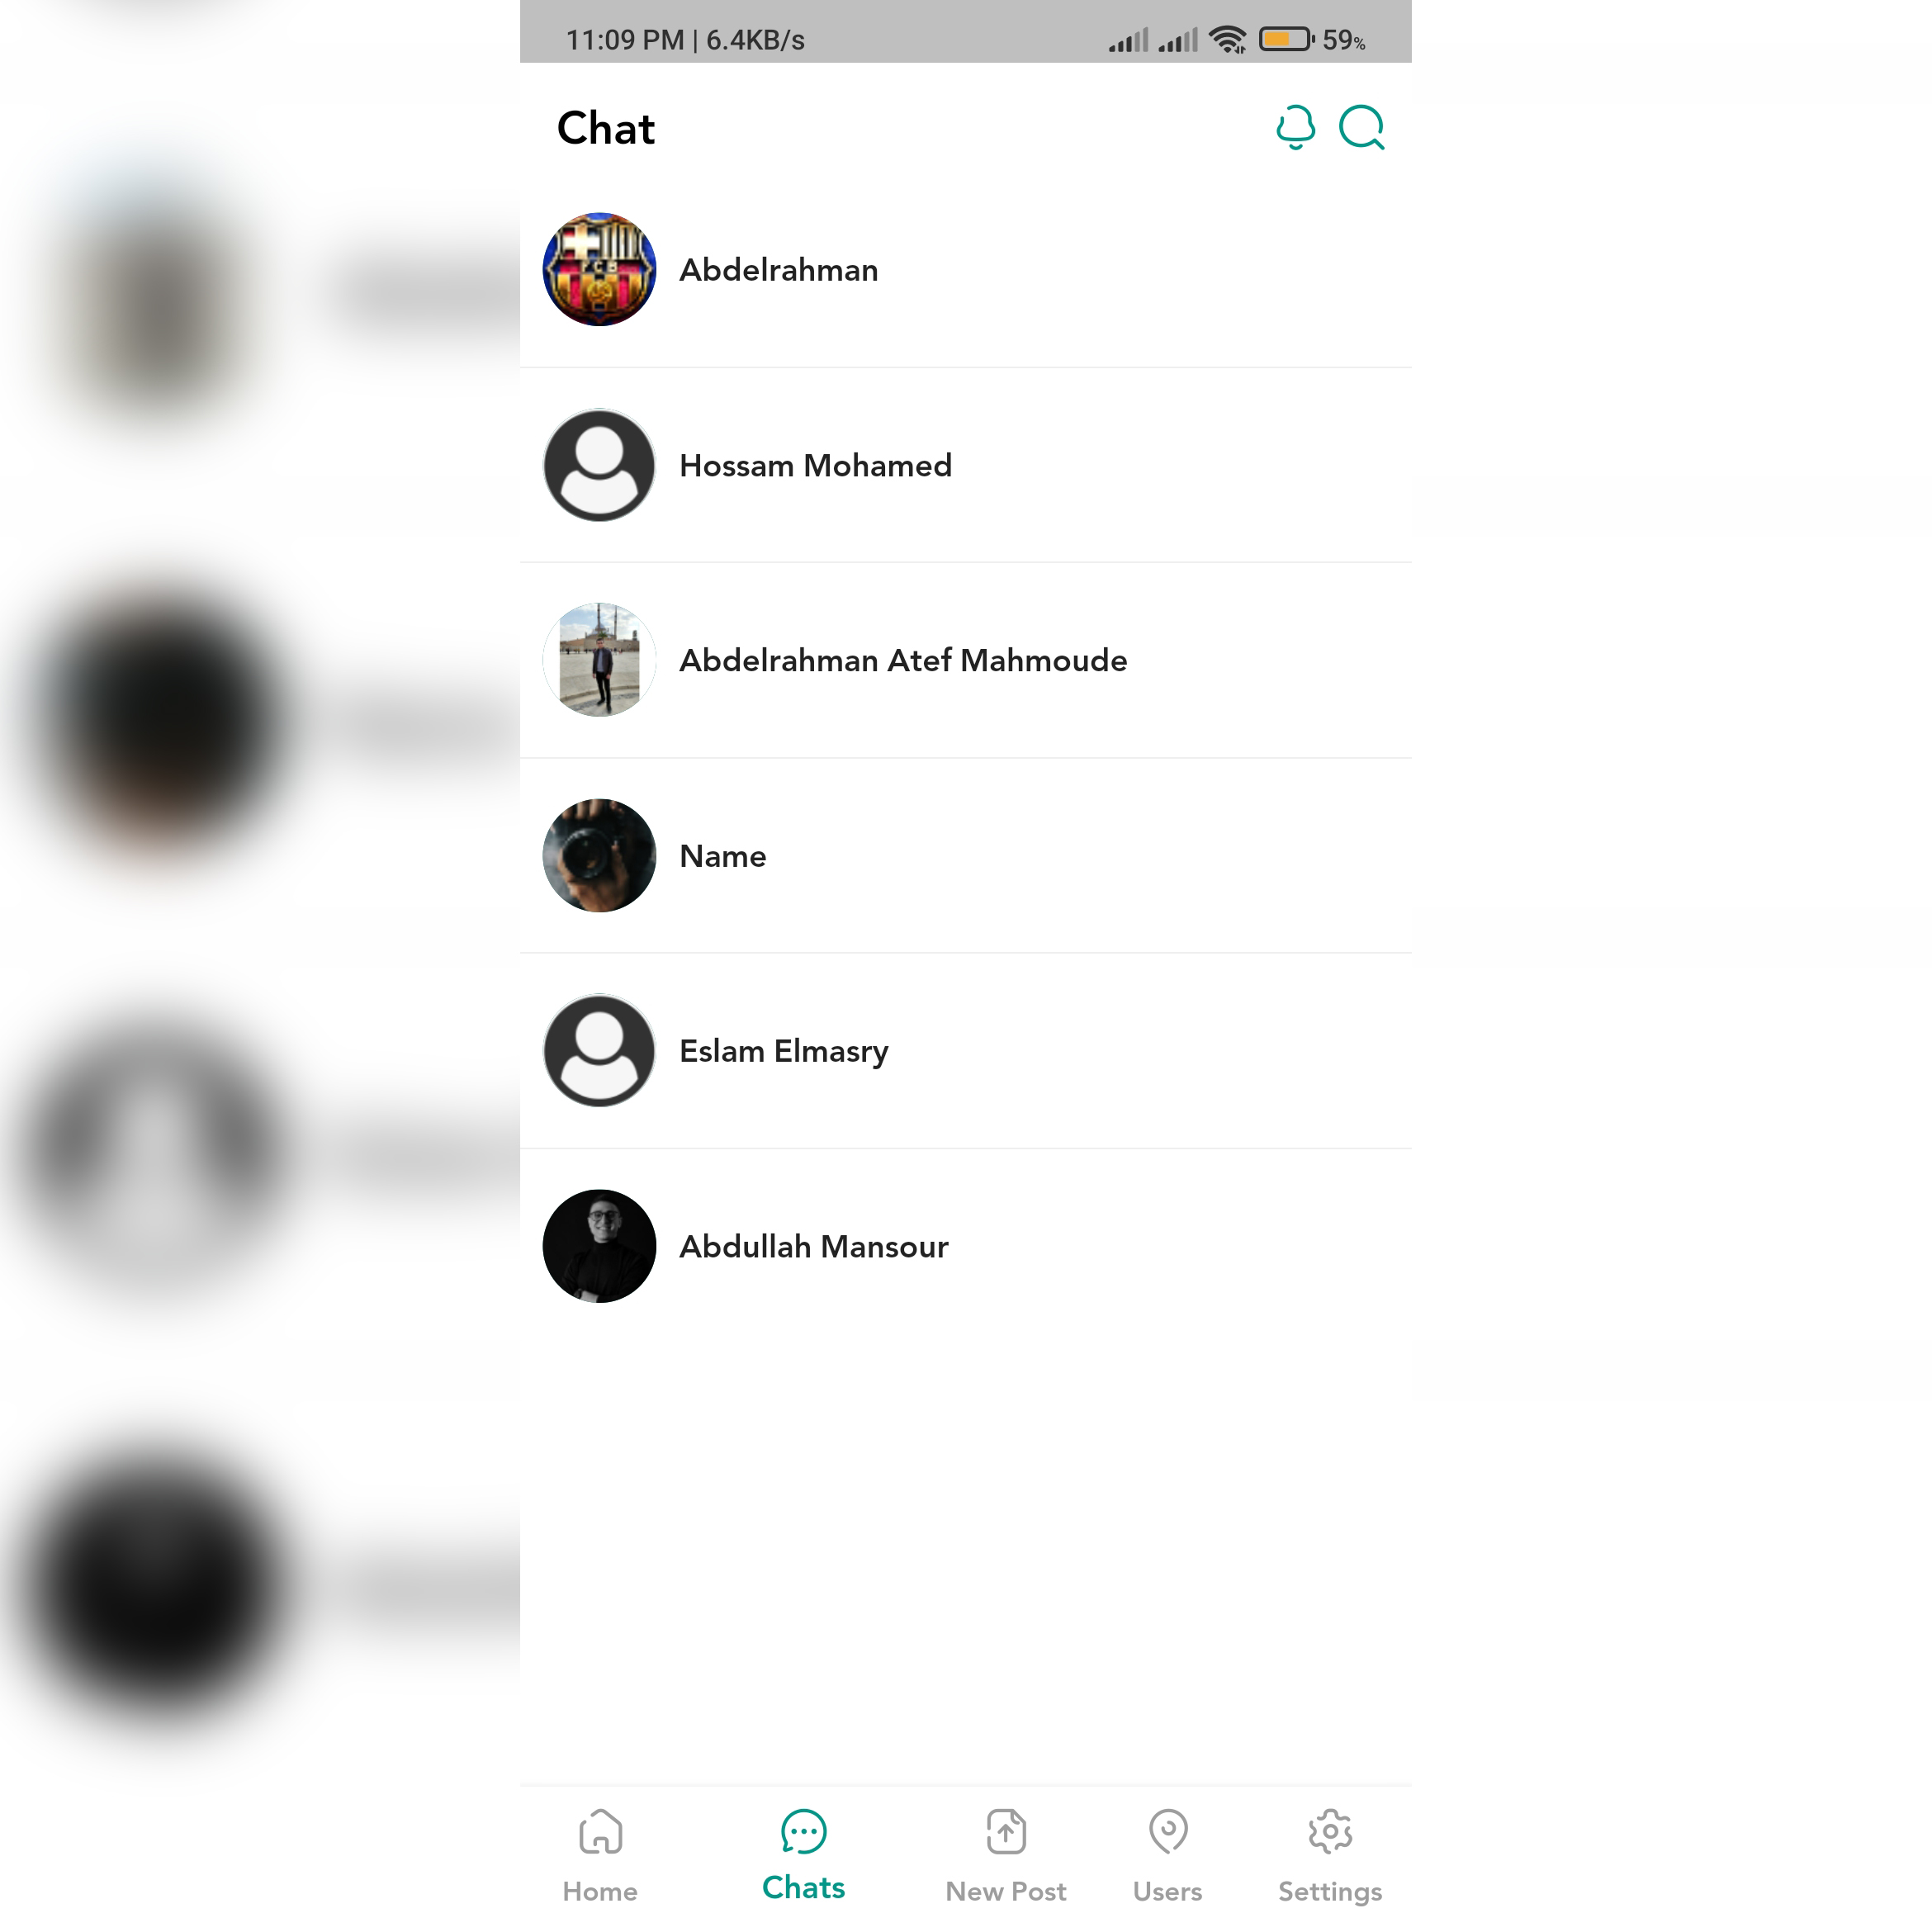 11:09 PM | 6.4KB/s 59%
Chat
FCB
Abdelrahman
Hossam Mohamed
Abdelrahman Atef Mahmoude
Name
Eslam Elmasry
Abdullah Mansour
Home Chats New Post Users Settings